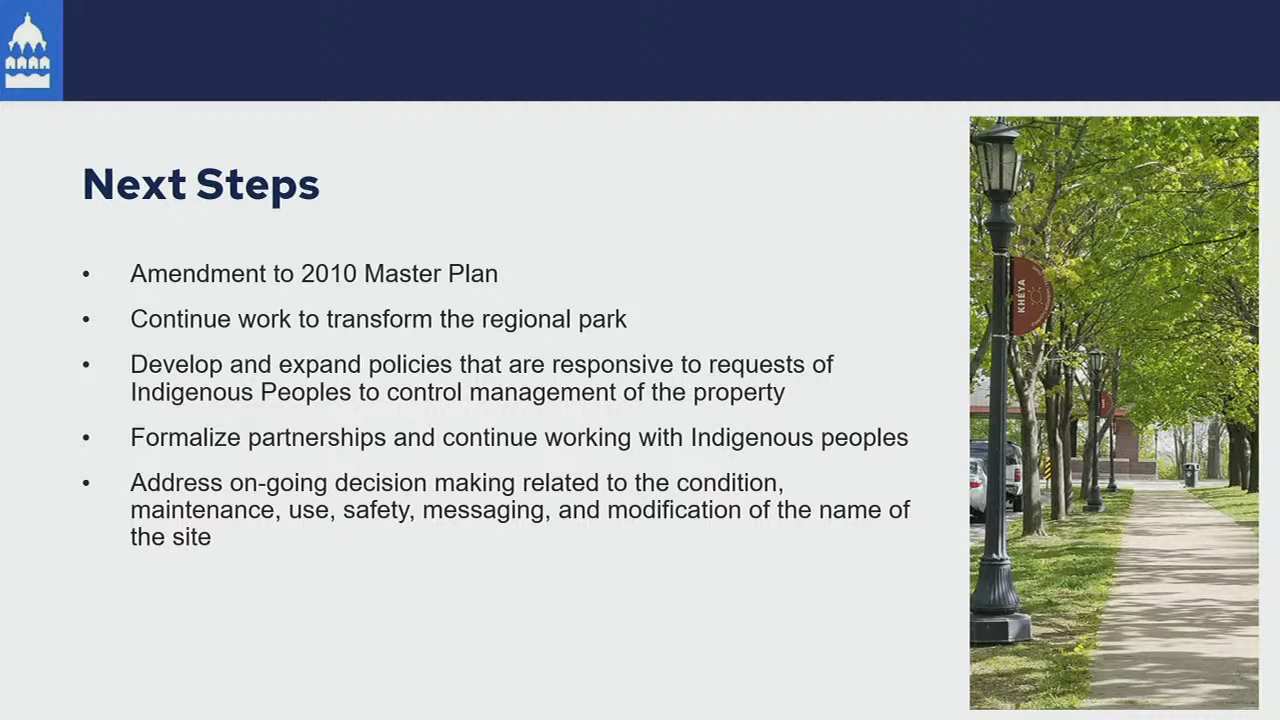 Next Steps
• Amendment to 2010 Master Plan
• Continue work to transform the regional park
• Develop and expand policies that are responsive to requests of
Indigenous Peoples to control management of the property
• Formalize partnerships and continue working with Indigenous peoples
• Address on-going decision making related to the condition,
maintenance, use, safety, messaging, and modification of the name of
the site
KHEYA